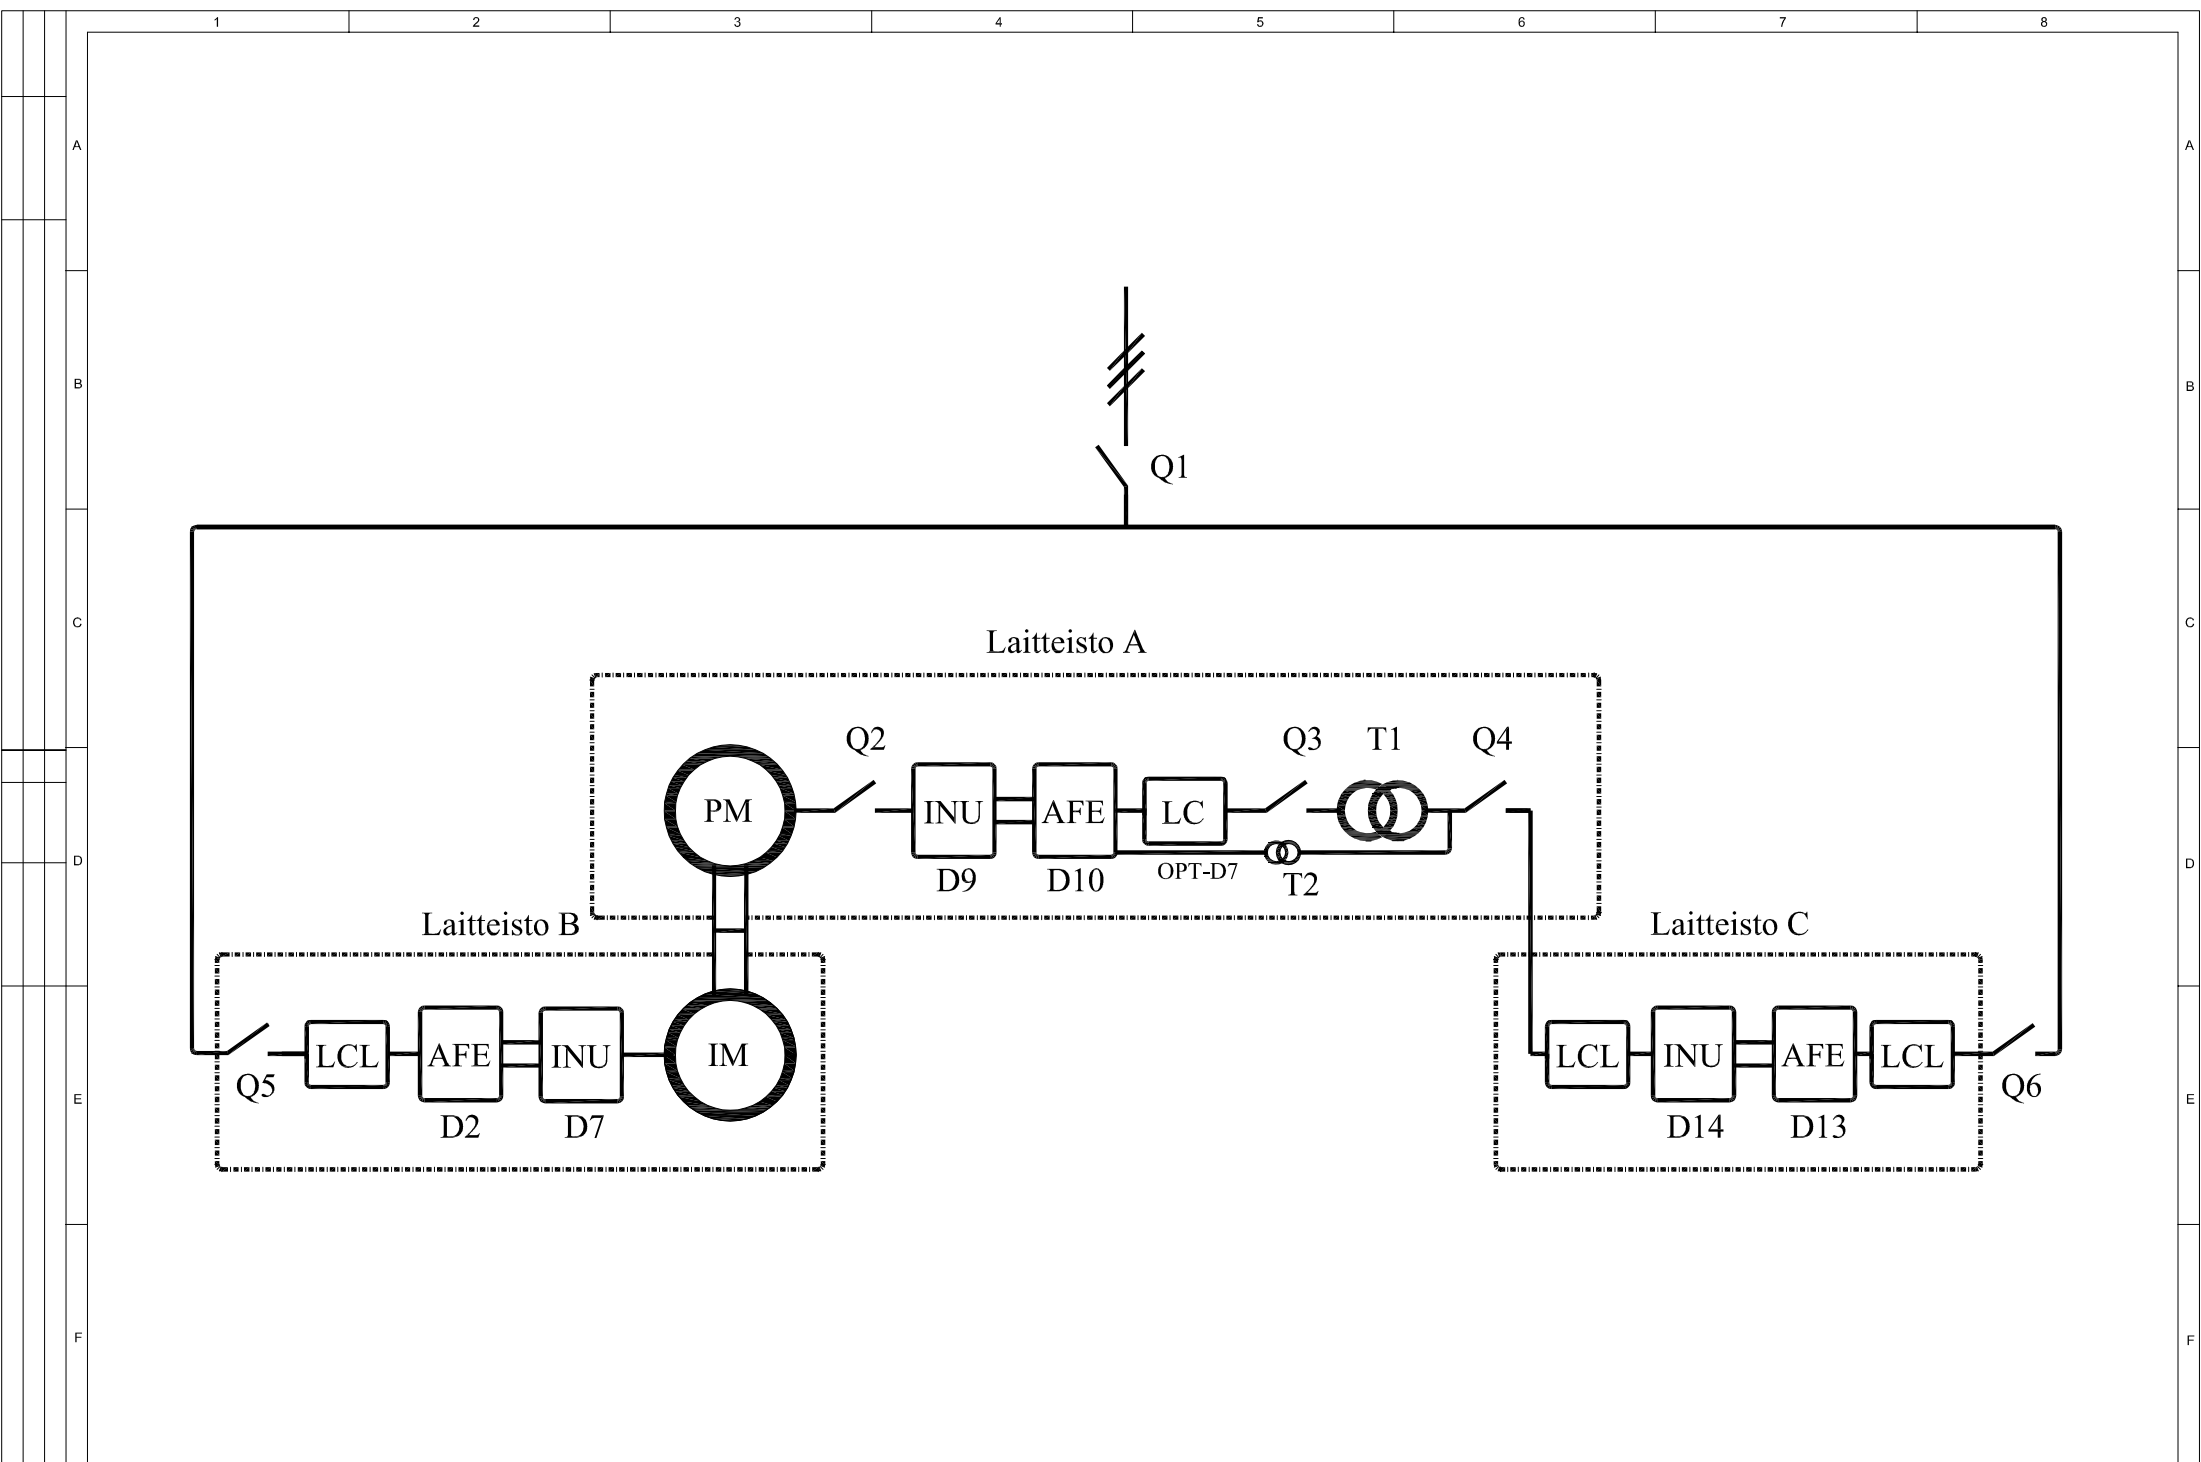 1 2 3 4 5 6 7 8
A A
B B
Q1
C C
Laitteisto A
Q2 Q3 T1 Q4
PM INU AFE LC
D D
D9 D10 OPT-D7 T2
Laitteisto B Laitteisto C
LCL AFE INU IM LCL INU AFE LCL
Q5 Q6
E E
D2 D7 D14 D13
F F